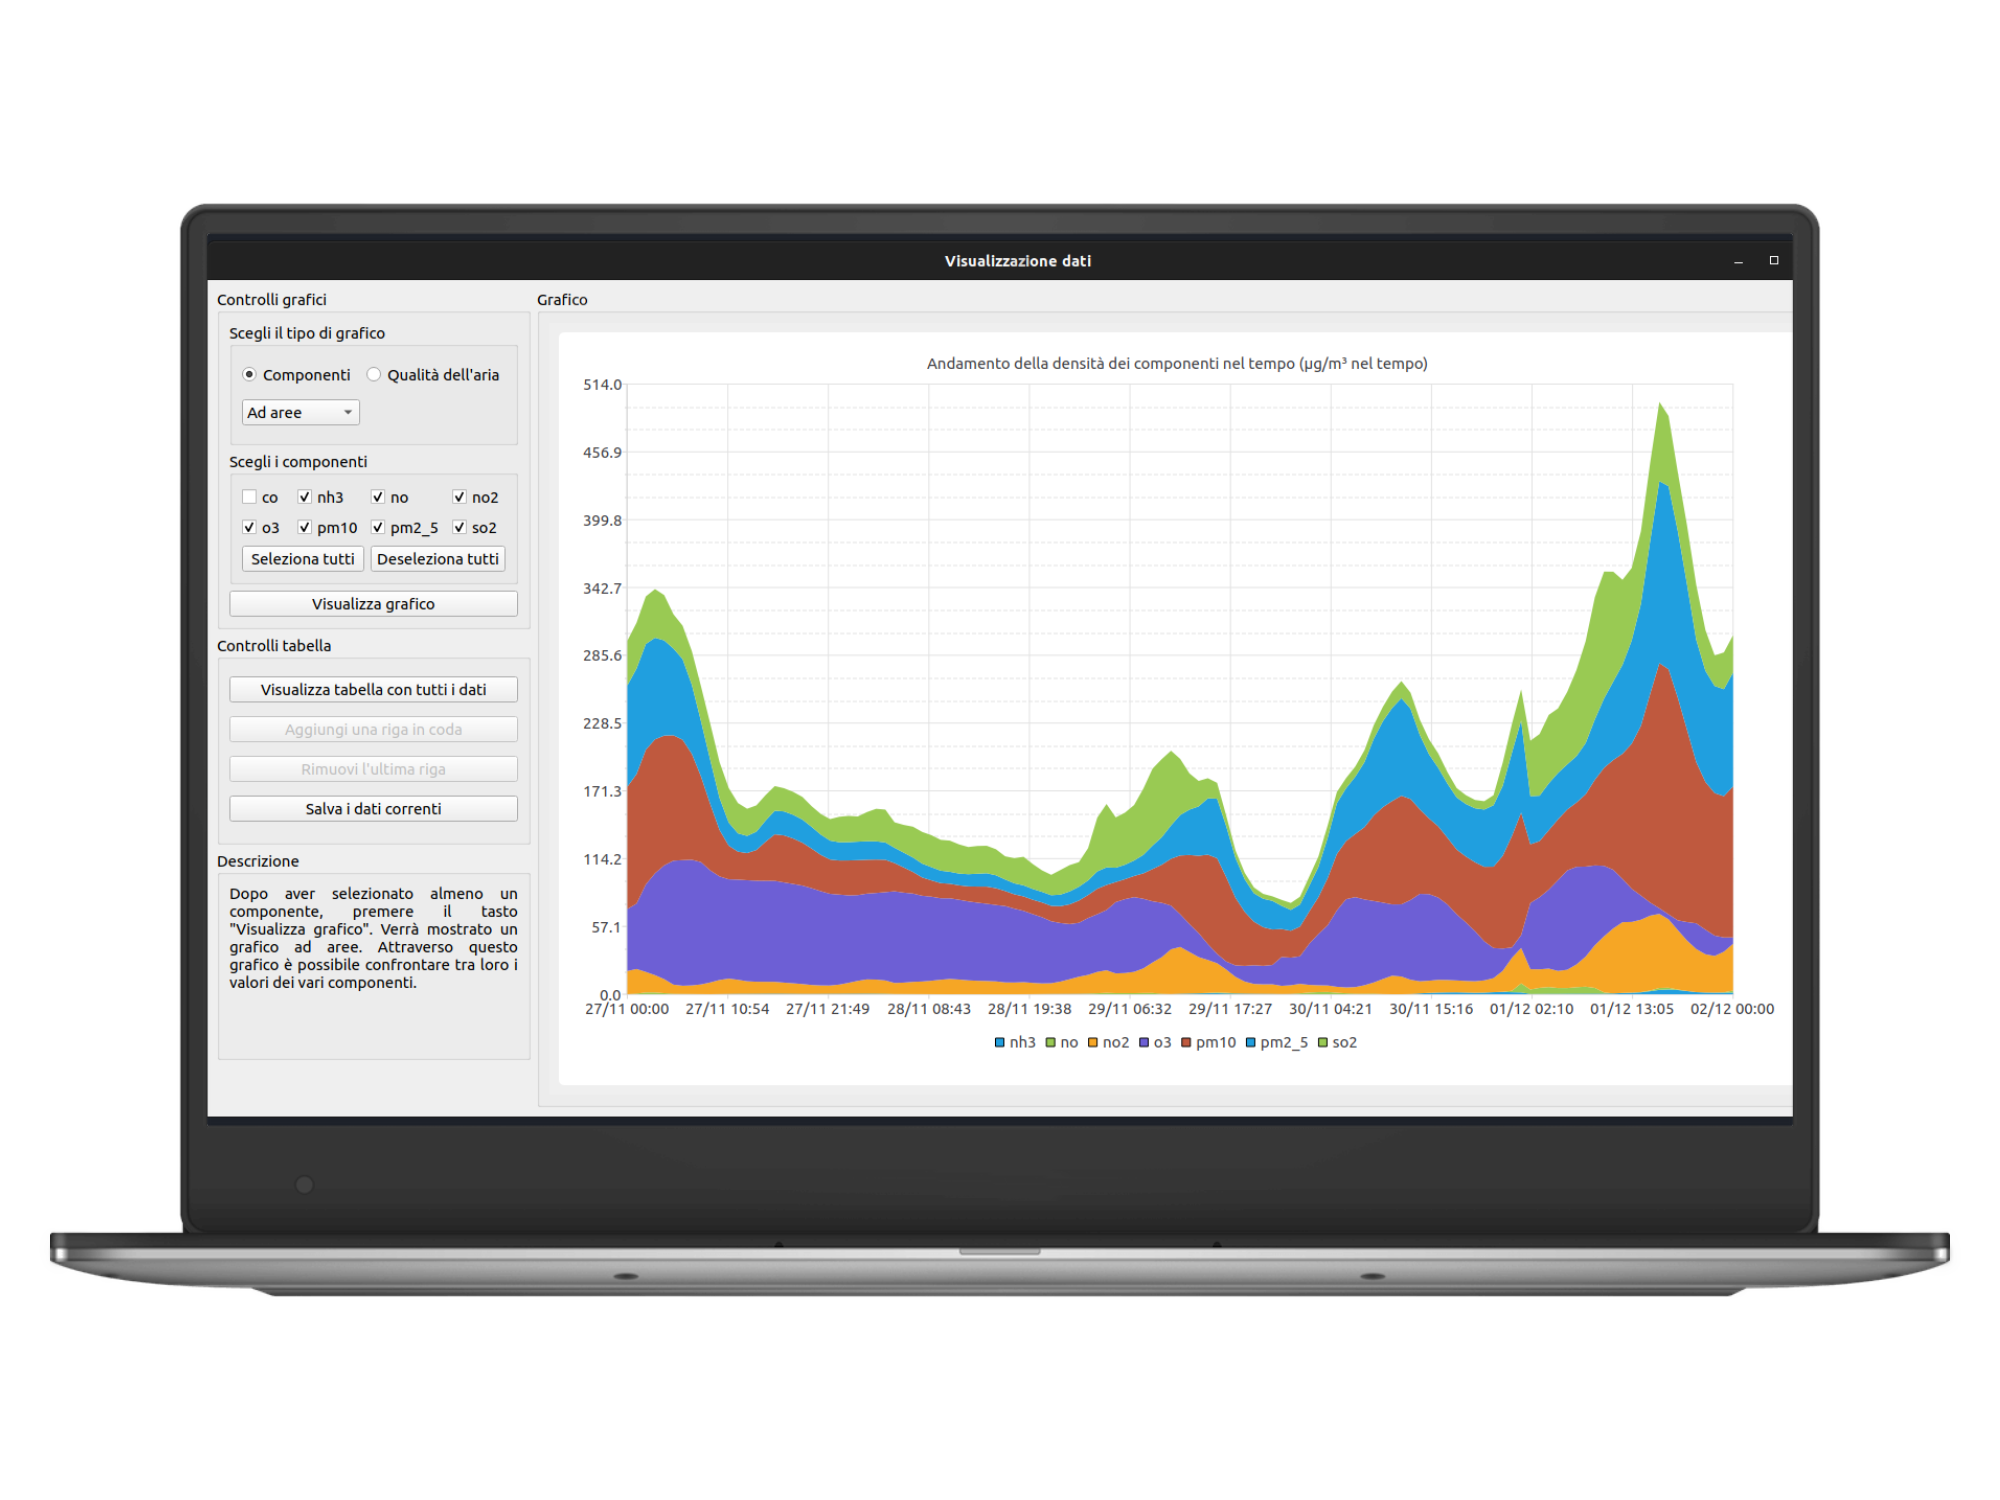 Visualizzazione dati
Controlli grafici
Scegli il tipo di grafico
Componenti Qualità dell'aria
Ad aree
Scegli i componenti
co nh3 no no2
o3 pm10 pm2_5 so2
Seleziona tutti Deseleziona tutti
Visualizza grafico
Controlli tabella
Visualizza tabella con tutti i dati
Aggiungi una riga in coda
Rimuovi l'ultima riga
Salva i dati correnti
Descrizione
Dopo aver selezionato almeno un
componente, premere il tasto
"Visualizza grafico". Verrà mostrato un
grafico ad aree. Attraverso questo
grafico è possibile confrontare tra loro i
valori dei vari componenti.
Grafico
Andamento della densità dei componenti nel tempo (µg/m³ nel tempo)
514.0
456.9
399.8
342.7
285.6
228.5
171.3
114.2
57.1
0.0
27/11 00:00 27/11 10:54 27/11 21:49 28/11 08:43 28/11 19:38 29/11 06:32 29/11 17:27 30/11 04:21 30/11 15:16 01/12 02:10 01/12 13:05 02/12 00:00
nh3 no no2 o3 pm10 pm2_5 so2